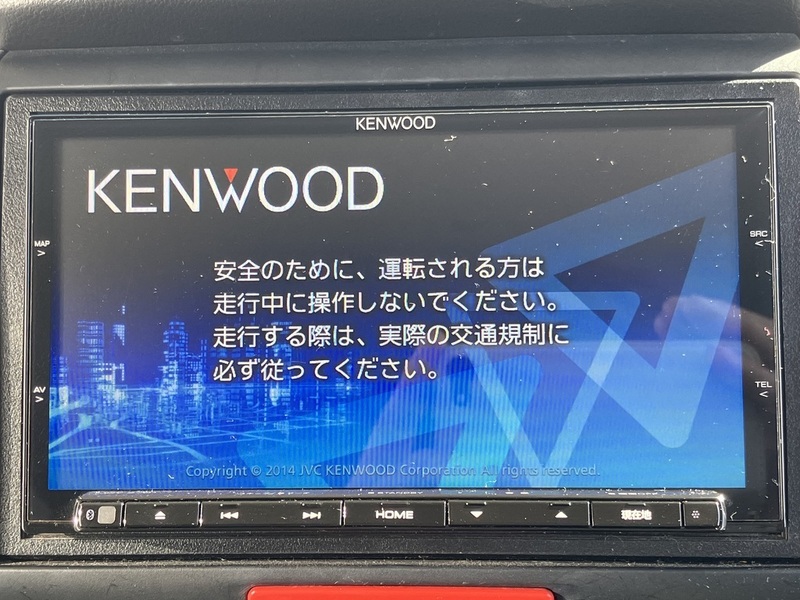 KENWOOD
KENWOOD
安全のために、運転される方は
走行中に操作しないでください。
走行する際は、実際の交通規制に
必ず従ってください。
Copyright © 2014 JVC KENWOOD Corporation. All rights reserved.
MAP
SRC
AV
TEL
HOME
現在地